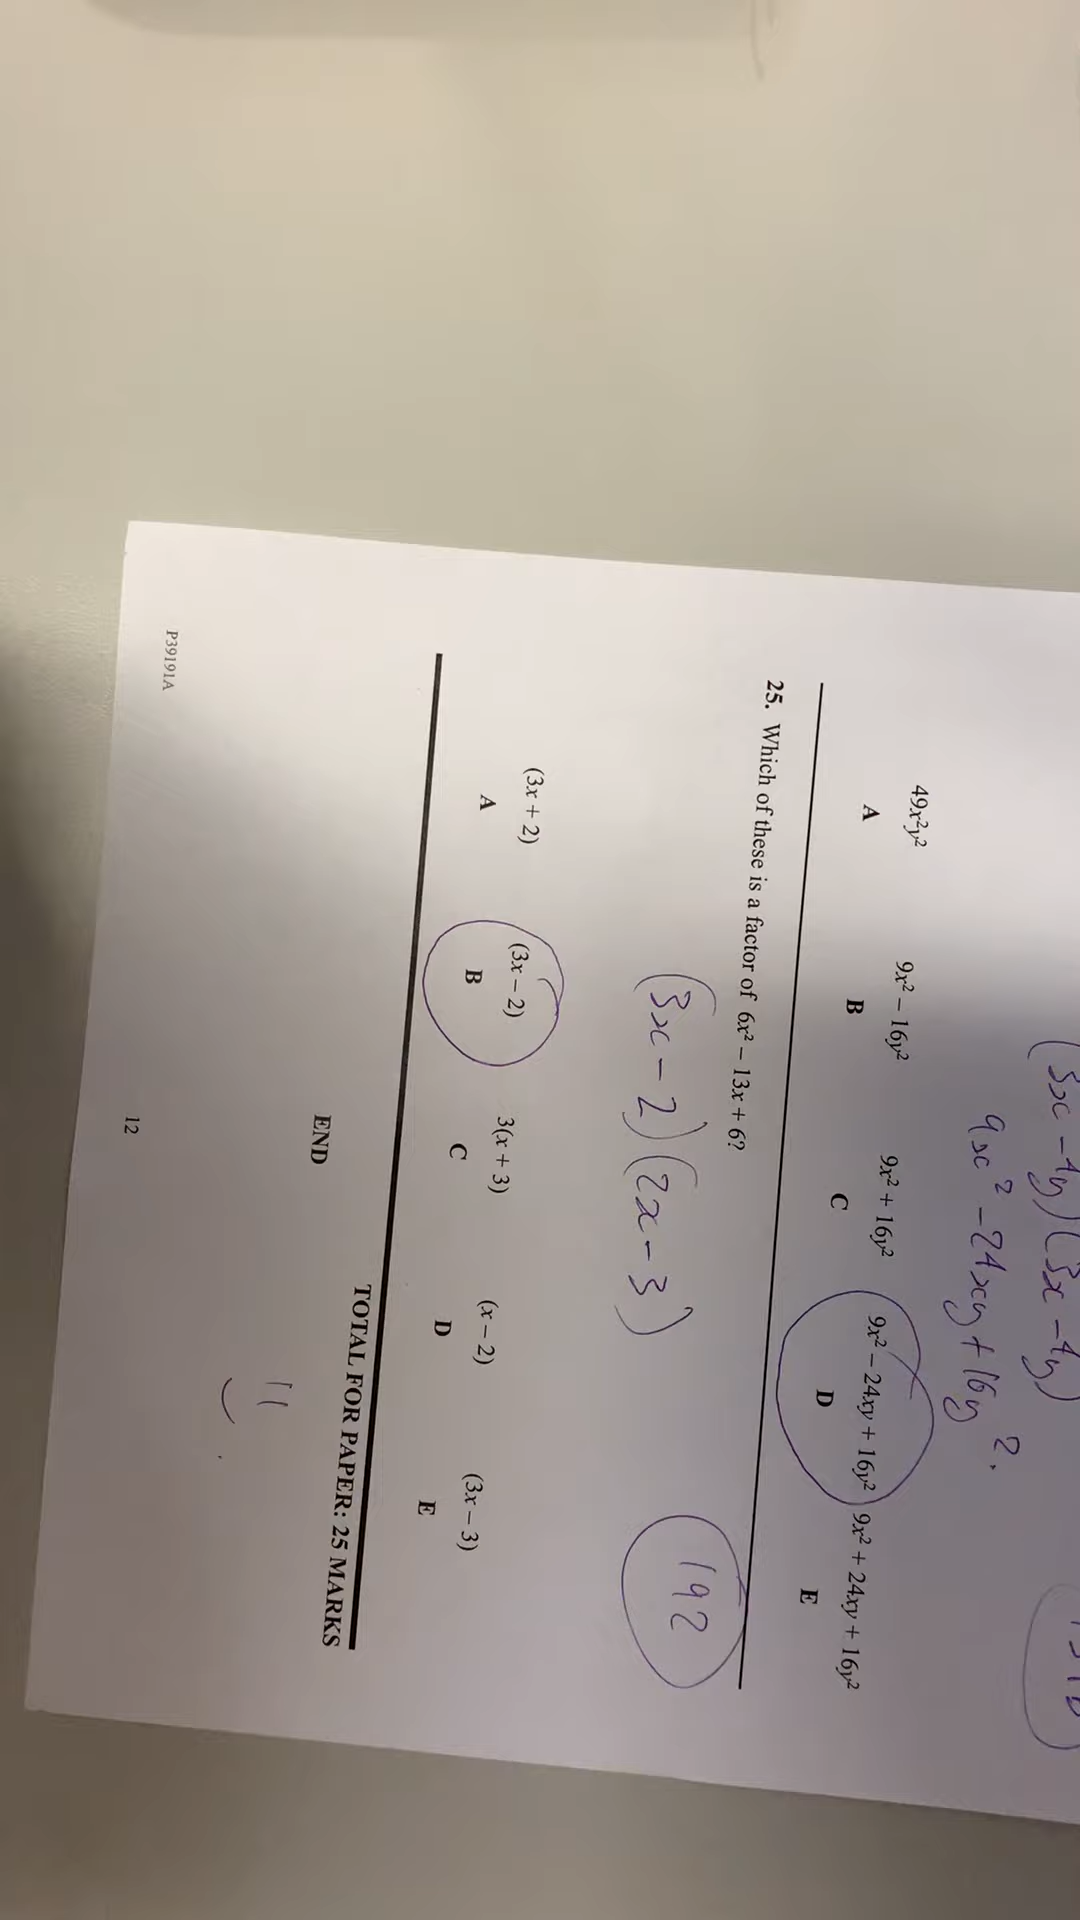 (3x - 4y)(3x - 4y)
9x² - 24xy + 16y².
49x²y² 9x² – 16y² 9x² + 16y² 9x² – 24xy + 16y² 9x² + 24xy + 16y²
A B C D E
25. Which of these is a factor of 6x² – 13x + 6?
(3x - 2)(2x - 3)
192
(3x + 2) (3x – 2) 3(x + 3) (x – 2) (3x – 3)
A B C D E
TOTAL FOR PAPER: 25 MARKS
END
12
P39191A